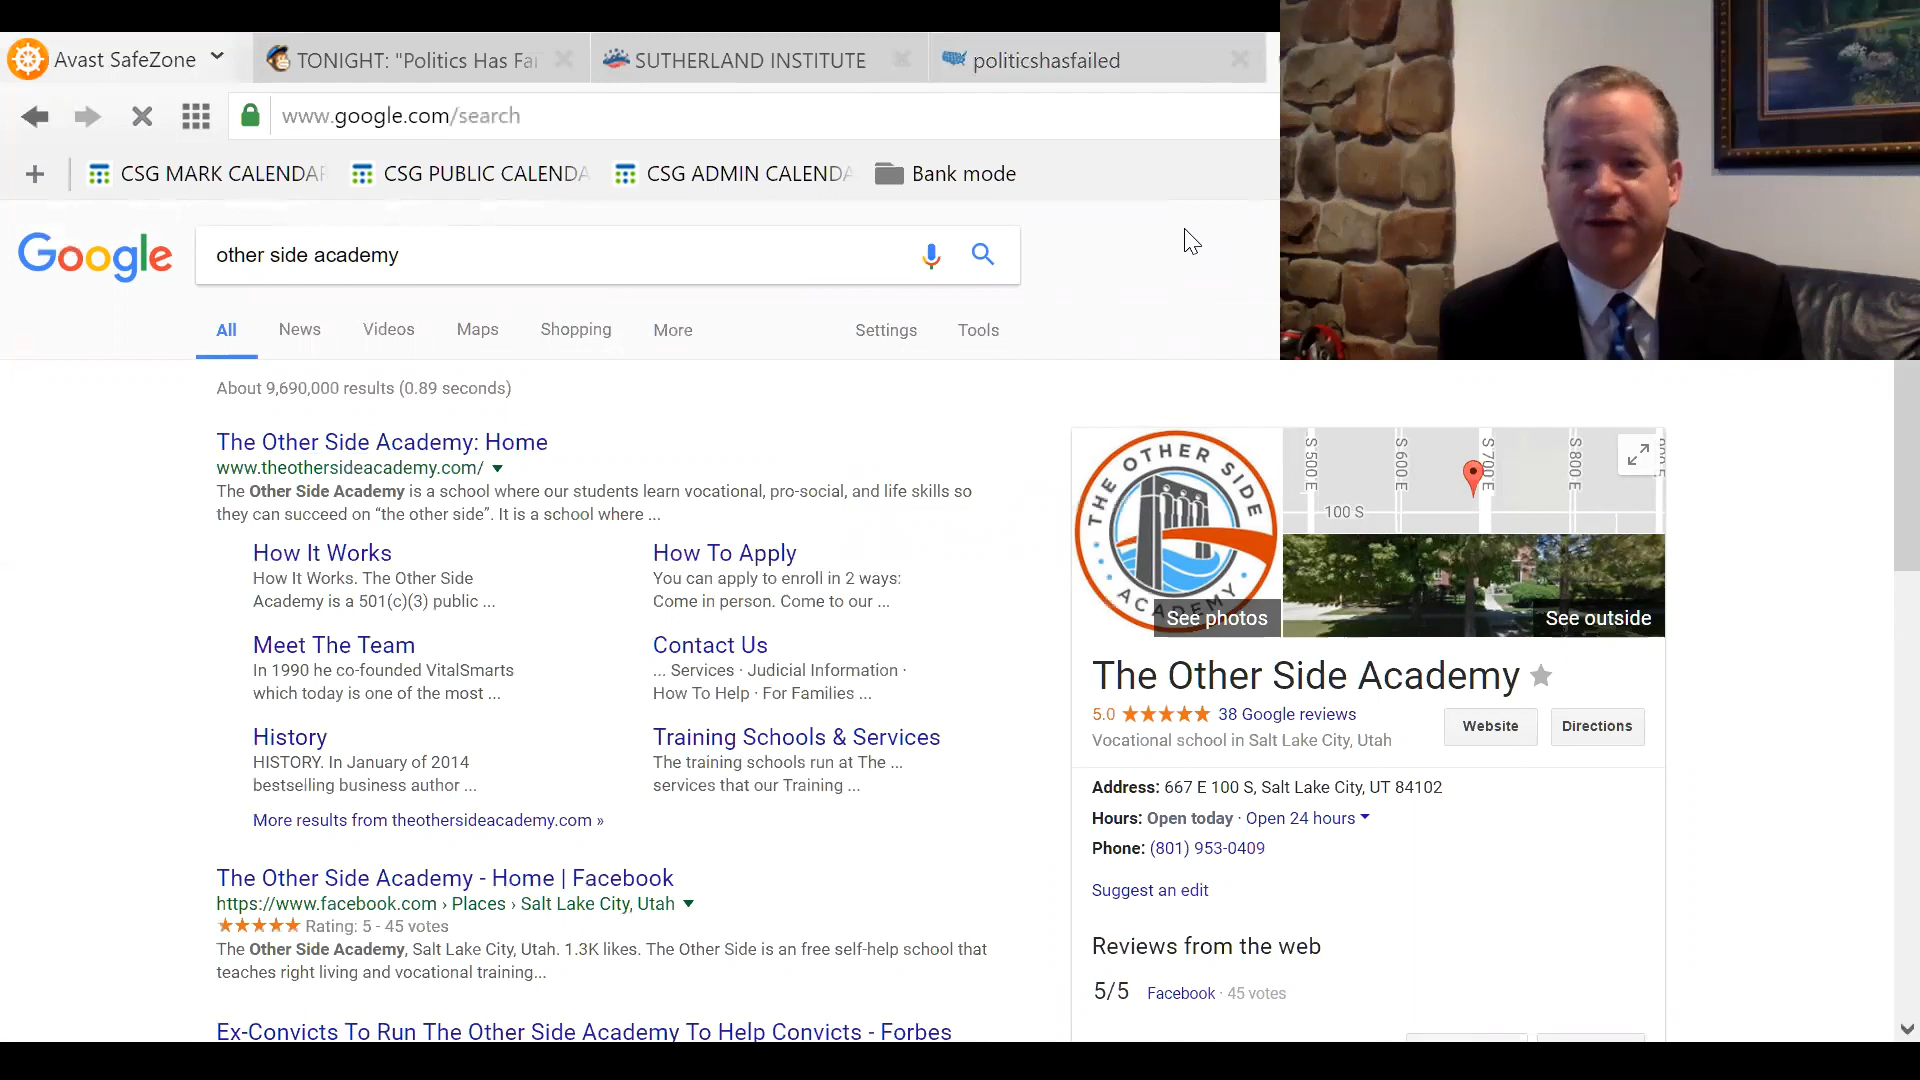 Avast SafeZone
TONIGHT: "Politics Has Fai
SUTHERLAND INSTITUTE
politicshasfailed
www.google.com/search
CSG MARK CALENDAR
CSG PUBLIC CALENDA
CSG ADMIN CALENDA
Bank mode
Google
other side academy
All News Videos Maps Shopping More Settings Tools
About 9,690,000 results (0.89 seconds)
The Other Side Academy: Home
www.theothersideacademy.com/
The Other Side Academy is a school where our students learn vocational, pro-social, and life skills so
they can succeed on “the other side”. It is a school where ...
How It Works
How It Works. The Other Side
Academy is a 501(c)(3) public ...
How To Apply
You can apply to enroll in 2 ways:
Come in person. Come to our ...
Meet The Team
In 1990 he co-founded VitalSmarts
which today is one of the most ...
Contact Us
... Services · Judicial Information ·
How To Help · For Families ...
History
HISTORY. In January of 2014
bestselling business author ...
Training Schools & Services
The training schools run at The ...
services that our Training ...
More results from theothersideacademy.com »
The Other Side Academy - Home | Facebook
https://www.facebook.com › Places › Salt Lake City, Utah
Rating: 5 - 45 votes
The Other Side Academy, Salt Lake City, Utah. 1.3K likes. The Other Side is an free self-help school that
teaches right living and vocational training...
Ex-Convicts To Run The Other Side Academy To Help Convicts - Forbes
THE OTHER SIDE
ACADEMY
See photos
S 500 E
S 600 E
S 700 E
S 800 E
100 S
See outside
The Other Side Academy
5.0 38 Google reviews
Vocational school in Salt Lake City, Utah
Website
Directions
Address: 667 E 100 S, Salt Lake City, UT 84102
Hours: Open today · Open 24 hours
Phone: (801) 953-0409
Suggest an edit
Reviews from the web
5/5 Facebook · 45 votes